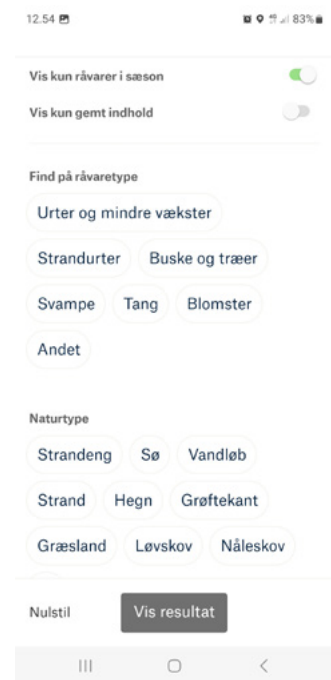 12.54 83%
Vis kun råvarer i sæson
Vis kun gemt indhold
Find på råvaretype
Urter og mindre vækster
Strandurter Buske og træer
Svampe Tang Blomster
Andet
Naturtype
Strandeng Sø Vandløb
Strand Hegn Grøftekant
Græsland Løvskov Nåleskov
Nulstil Vis resultat